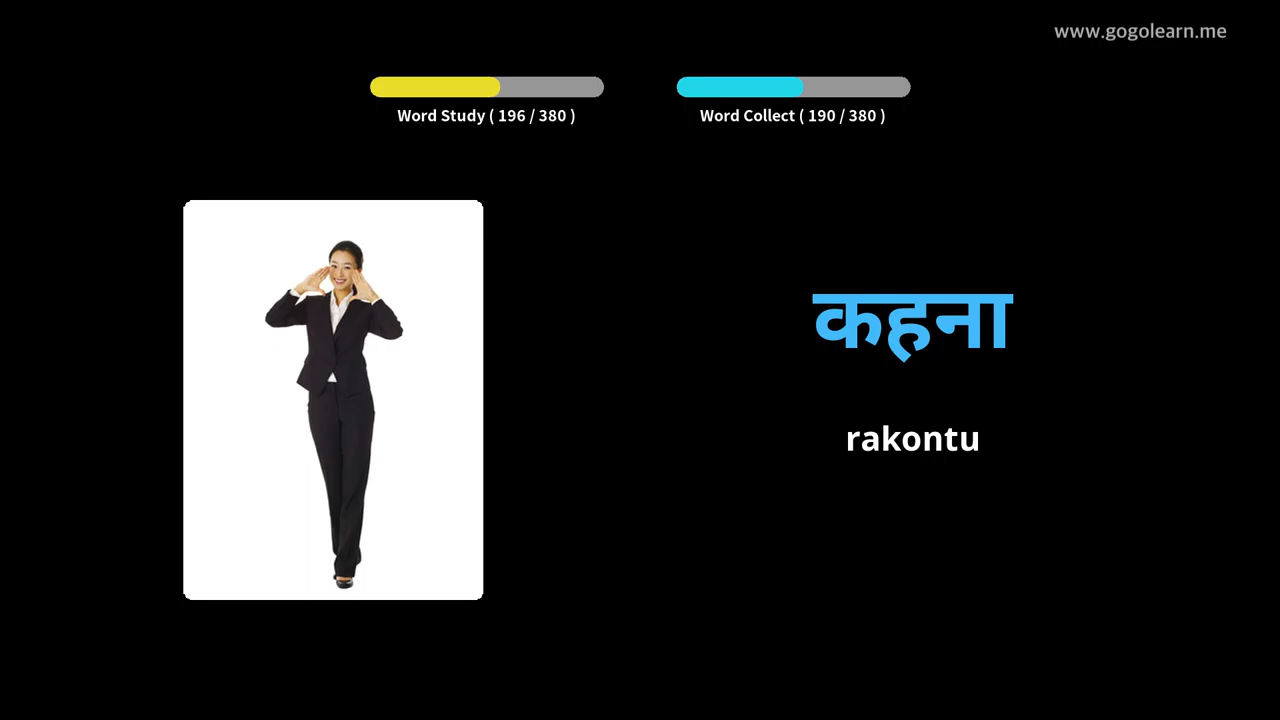 www.gogolearn.me
Word Study ( 196 / 380 )
Word Collect ( 190 / 380 )
कहना
rakontu